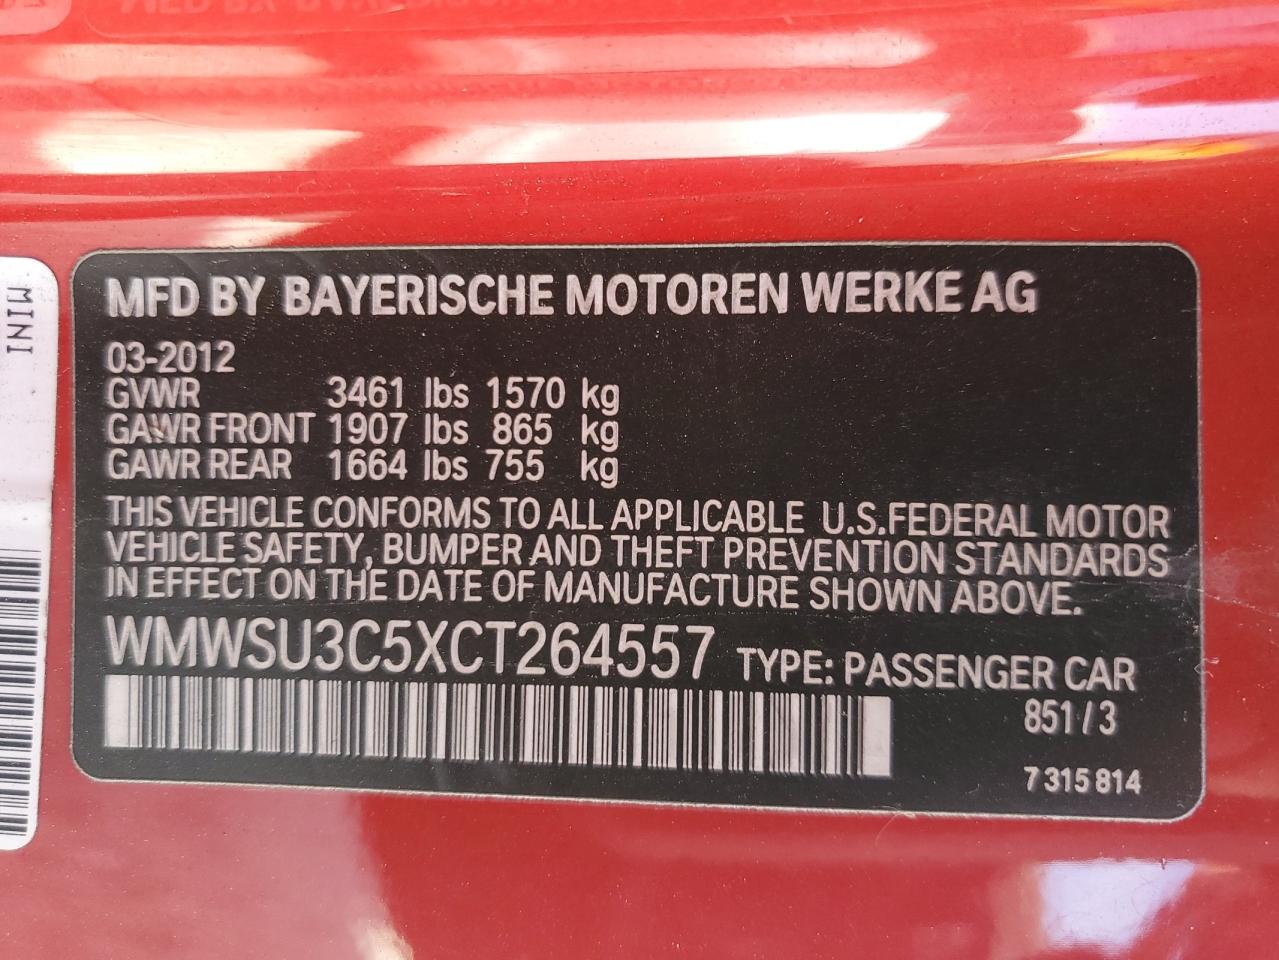 MFD BY BAYERISCHE MOTOREN WERKE AG
03-2012
GVWR 3461 lbs 1570 kg
GAWR FRONT 1907 lbs 865 kg
GAWR REAR 1664 lbs 755 kg
THIS VEHICLE CONFORMS TO ALL APPLICABLE U.S.FEDERAL MOTOR
VEHICLE SAFETY, BUMPER, AND THEFT PREVENTION STANDARDS
IN EFFECT ON THE DATE OF MANUFACTURE SHOWN ABOVE.
WMWSU3C5XCT264557 TYPE: PASSENGER CAR
851/3
7 315 814
MINI